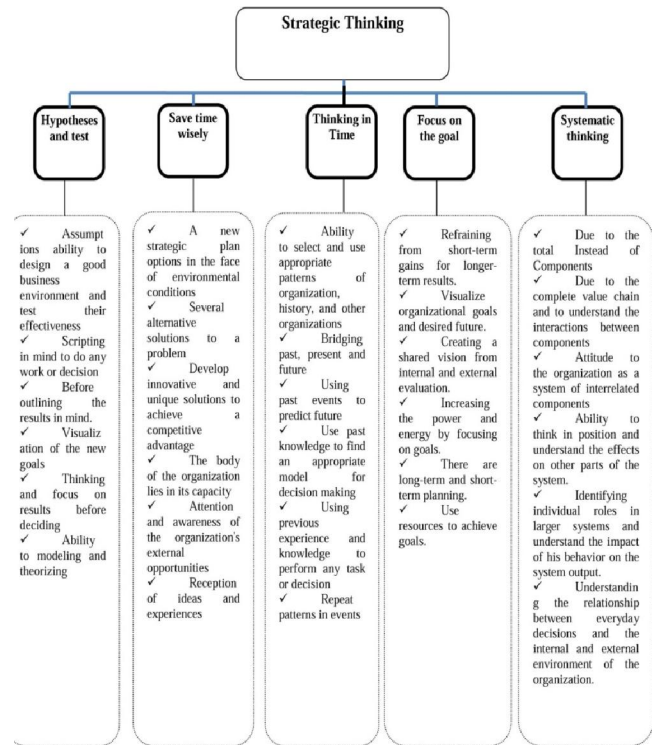 Strategic Thinking
Hypotheses
and test
Save time
wisely
Thinking in
Time
Focus on
the goal
Systematic
thinking
✓ Assumpt
ions ability to
design a good
business
environment and
test their
effectiveness
✓ Scripting
in mind to do any
work or decision
✓ Before
outlining the
results in mind.
✓ Visualiz
ation of the new
goals
✓ Thinking
and focus on
results before
deciding
✓ Ability
to modeling and
theorizing
✓ A new
strategic plan
options in the face
of environmental
conditions
✓ Several
alternative
solutions to a
problem
✓ Develop
innovative and
unique solutions to
achieve a
competitive
advantage
✓ The body
of the organization
lies in its capacity
✓ Attention
and awareness of
the organization's
external
opportunities
✓ Reception
of ideas and
experiences
✓ Ability
to select and use
appropriate
patterns of
organization,
history, and other
organizations
✓ Bridging
past, present and
future
✓ Using
past events to
predict future
✓ Use past
knowledge to find
an appropriate
model for
decision making
✓ Using
previous
experience and
knowledge to
perform any task
or decision
✓ Repeat
patterns in events
✓ Refraining
from short-term
gains for longer-
term results.
✓ Visualize
organizational goals
and desired future.
✓ Creating a
shared vision from
internal and external
evaluation.
✓ Increasing
the power and
energy by focusing
on goals.
✓ There are
long-term and short-
term planning.
✓ Use
resources to achieve
goals.
✓ Due to the
total Instead of
Components
✓ Due to the
complete value chain
and to understand the
interactions between
components
✓ Attitude to
the organization as a
system of interrelated
components
✓ Ability to
think in position and
understand the effects
on other parts of the
system.
✓ Identifying
individual roles in
larger systems and
understand the impact
of his behavior on the
system output.
✓ Understandin
g the relationship
between everyday
decisions and the
internal and external
environment of the
organization.